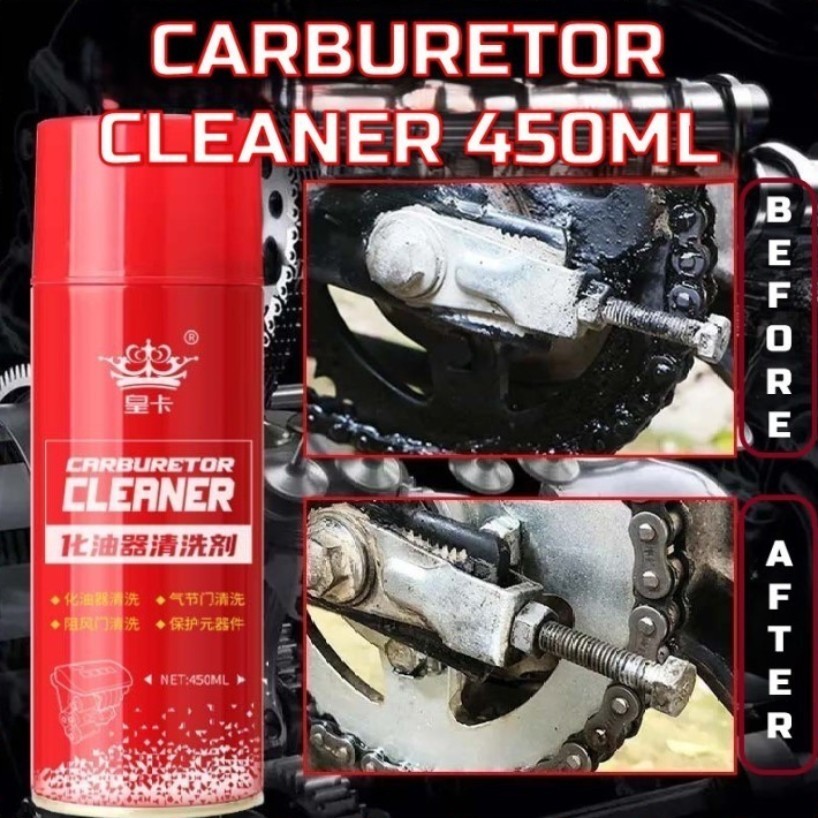 CARBURETOR
CLEANER 450ML
®
皇卡
CARBURETOR
CLEANER
化油器清洗剂
◆ 化油器清洗 ◆ 气节门清洗
◆ 阻风门清洗 ◆ 保护元器件
◀ NET:450ML ▶
BEFORE
AFTER